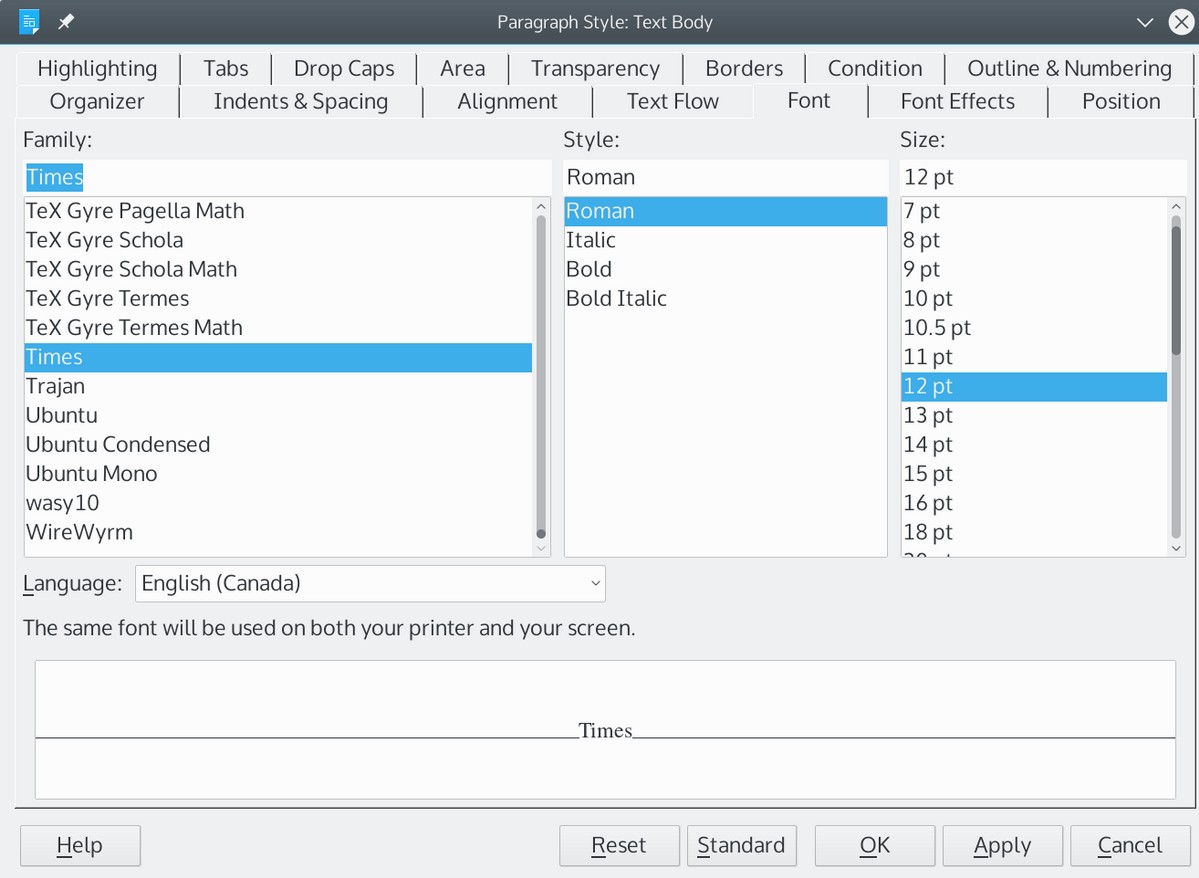 Paragraph Style: Text Body
Highlighting Tabs Drop Caps Area Transparency Borders Condition Outline & Numbering
Organizer Indents & Spacing Alignment Text Flow Font Font Effects Position
Family: Style: Size:
Times Roman 12 pt
TeX Gyre Pagella Math Roman 7 pt
TeX Gyre Schola Italic 8 pt
TeX Gyre Schola Math Bold 9 pt
TeX Gyre Termes Bold Italic 10 pt
TeX Gyre Termes Math 10.5 pt
Times 11 pt
Trajan 12 pt
Ubuntu 13 pt
Ubuntu Condensed 14 pt
Ubuntu Mono 15 pt
wasy10 16 pt
WireWyrm 18 pt
Language: English (Canada)
The same font will be used on both your printer and your screen.
Times
Help Reset Standard OK Apply Cancel